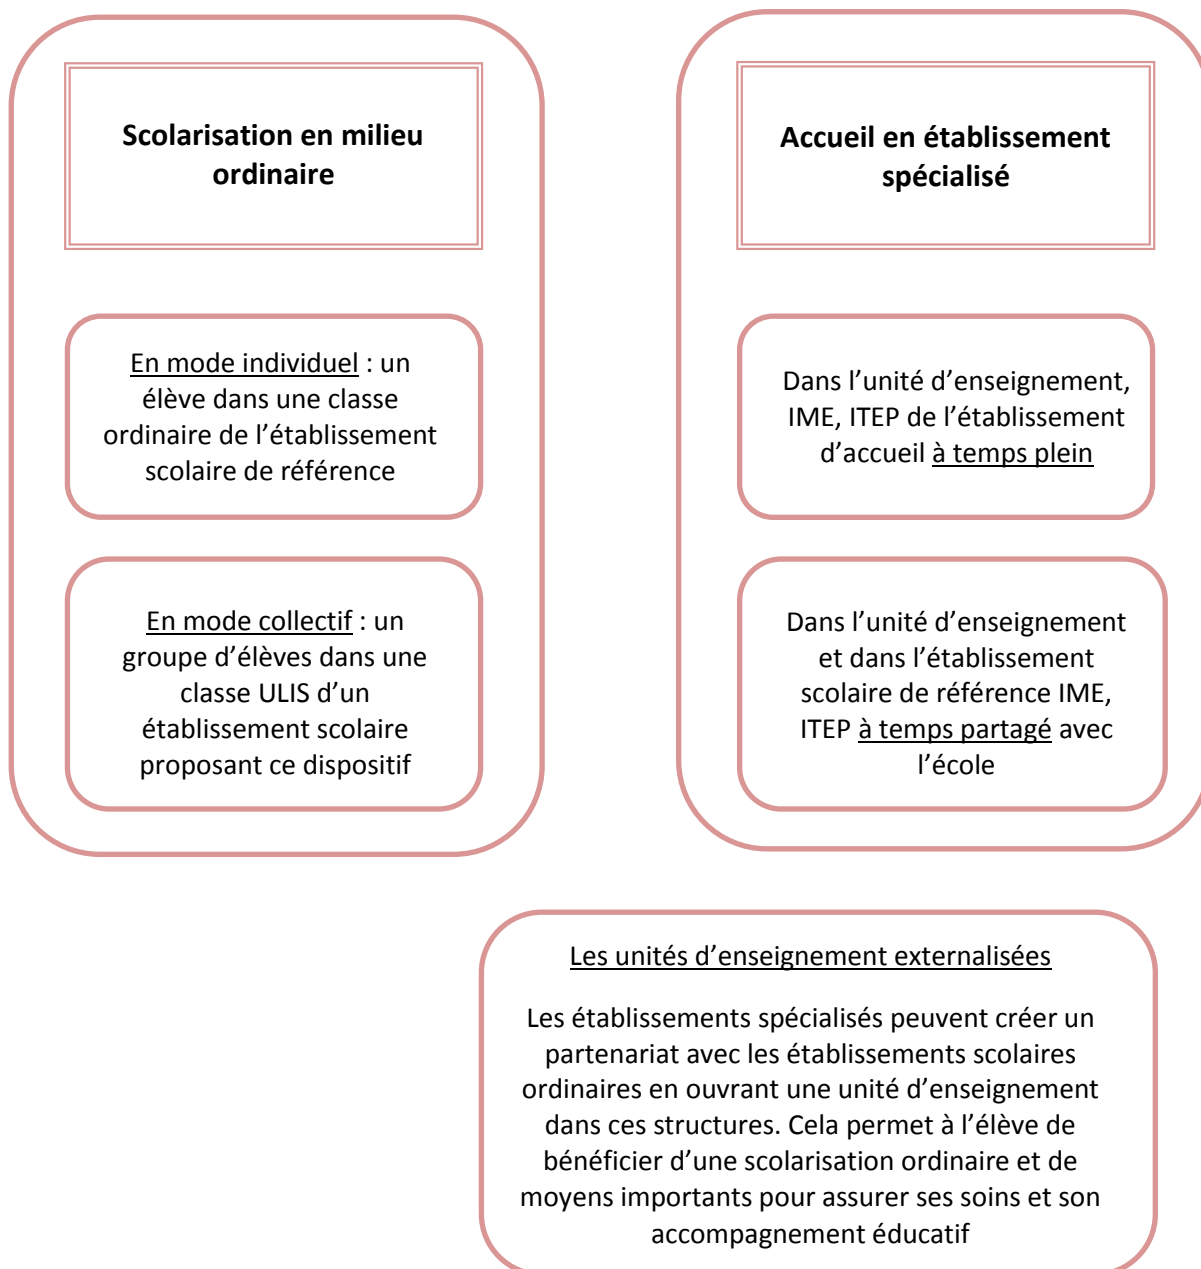 Scolarisation en milieu
ordinaire
En mode individuel : un
élève dans une classe
ordinaire de l’établissement
scolaire de référence
En mode collectif : un
groupe d’élèves dans une
classe ULIS d’un
établissement scolaire
proposant ce dispositif
Accueil en établissement
spécialisé
Dans l’unité d’enseignement,
IME, ITEP de l’établissement
d’accueil à temps plein
Dans l’unité d’enseignement
et dans l’établissement
scolaire de référence IME,
ITEP à temps partagé avec
l’école
Les unités d’enseignement externalisées
Les établissements spécialisés peuvent créer un
partenariat avec les établissements scolaires
ordinaires en ouvrant une unité d’enseignement
dans ces structures. Cela permet à l’élève de
bénéficier d’une scolarisation ordinaire et de
moyens importants pour assurer ses soins et son
accompagnement éducatif